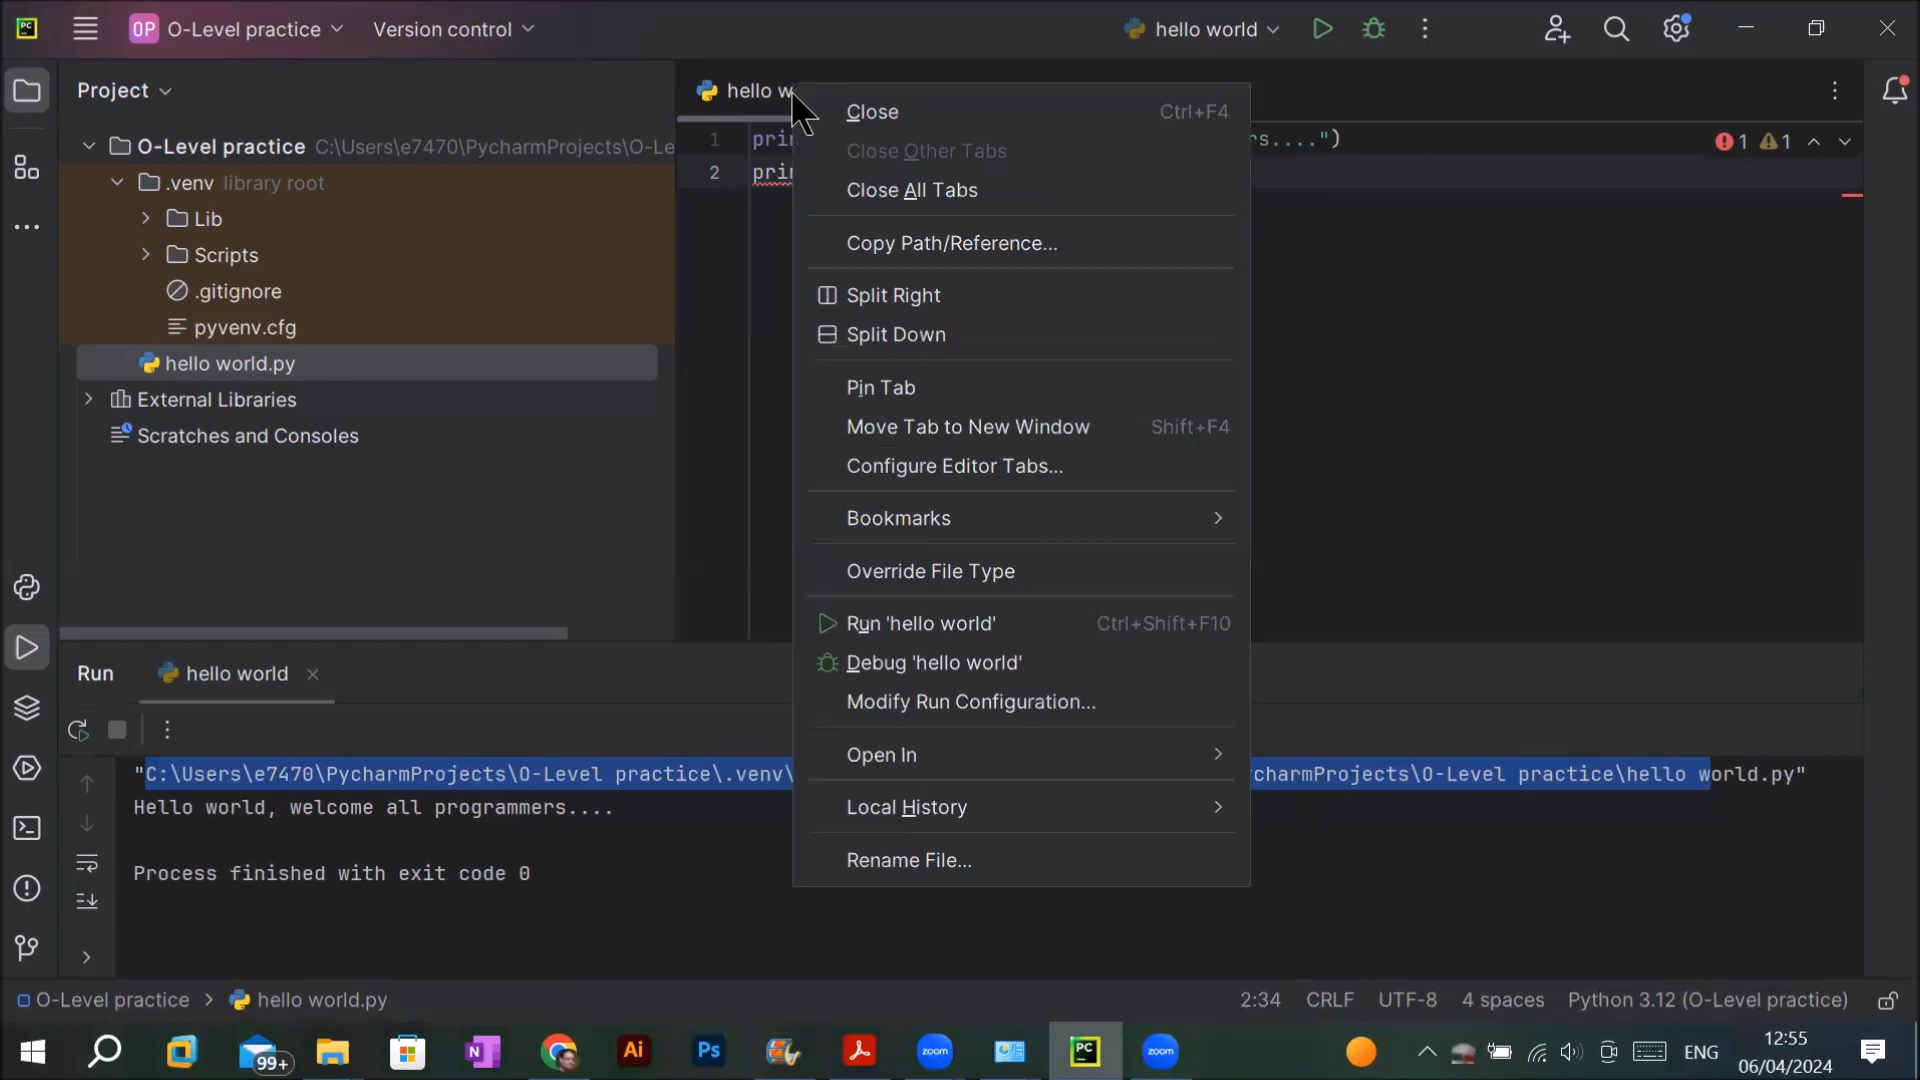 PC OP O-Level practice Version control hello world
Project
O-Level practice C:\Users\e7470\PycharmProjects\O-Le
.venv library root
Lib
Scripts
.gitignore
pyvenv.cfg
hello world.py
External Libraries
Scratches and Consoles
hello w
1 prin s....") 1 1
2 prin
Close Ctrl+F4
Close Other Tabs
Close All Tabs
Copy Path/Reference...
Split Right
Split Down
Pin Tab
Move Tab to New Window Shift+F4
Configure Editor Tabs...
Bookmarks
Override File Type
Run 'hello world' Ctrl+Shift+F10
Debug 'hello world'
Modify Run Configuration...
Open In
Local History
Rename File...
Run hello world
"C:\Users\e7470\PycharmProjects\O-Level practice\.venv\ charmProjects\O-Level practice\hello world.py"
Hello world, welcome all programmers....
Process finished with exit code 0
O-Level practice hello world.py 2:34 CRLF UTF-8 4 spaces Python 3.12 (O-Level practice)
99+ Ai Ps zoom PC zoom ENG 12:55
06/04/2024